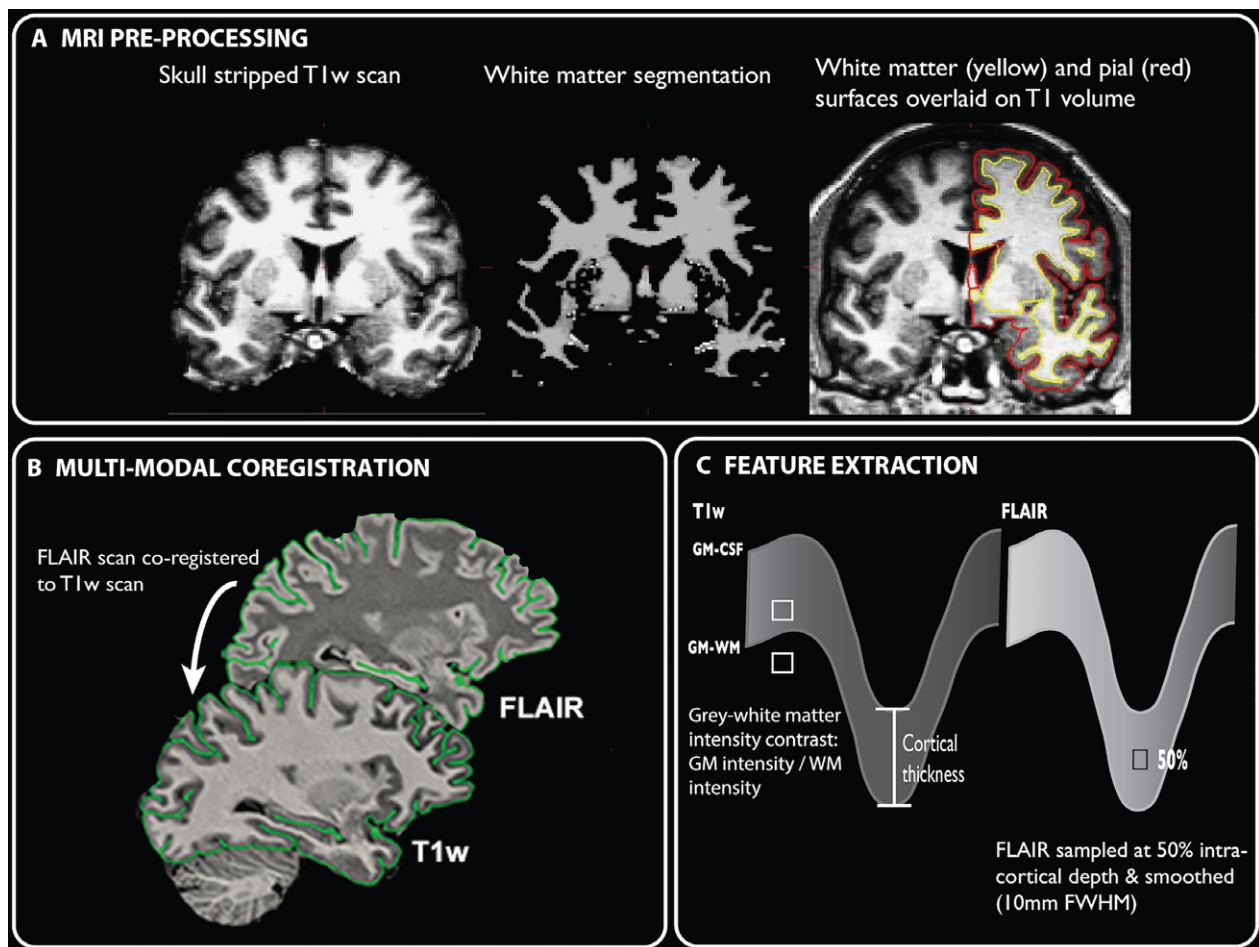 A MRI PRE-PROCESSING
Skull stripped T1w scan
White matter segmentation
White matter (yellow) and pial (red)
surfaces overlaid on T1 volume
B MULTI-MODAL COREGISTRATION
FLAIR scan co-registered
to T1w scan
FLAIR
T1w
C FEATURE EXTRACTION
T1w
FLAIR
GM-CSF
GM-WM
Grey-white matter
intensity contrast:
GM intensity / WM
intensity
Cortical
thickness
50%
FLAIR sampled at 50% intra-
cortical depth & smoothed
(10mm FWHM)